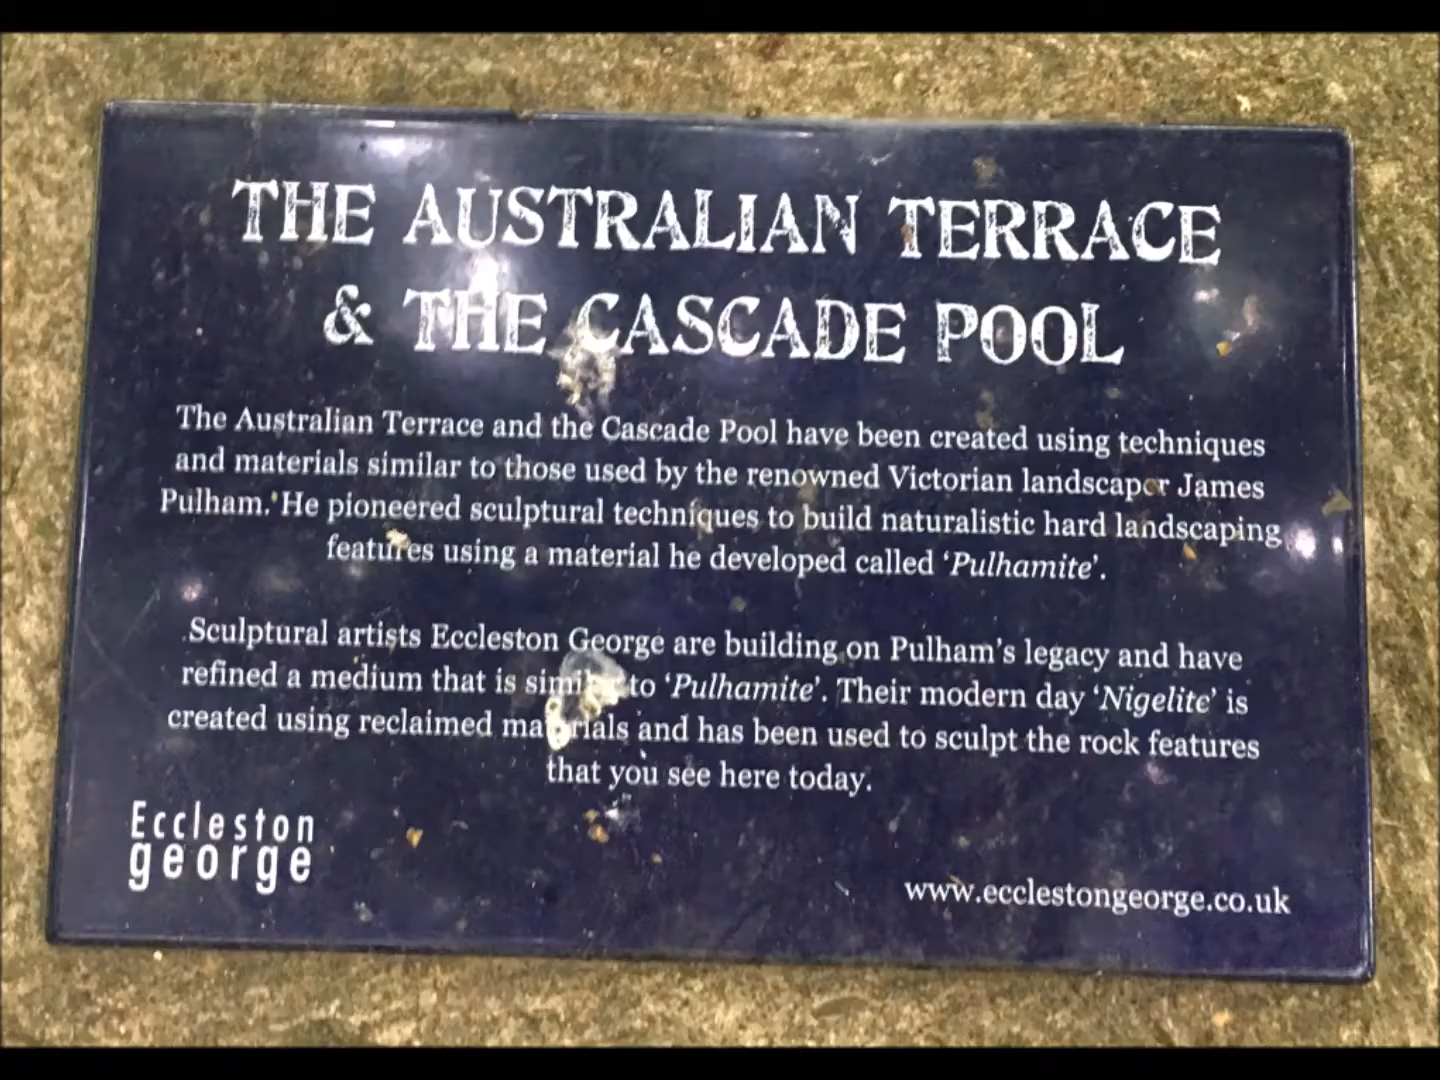 THE AUSTRALIAN TERRACE
& THE CASCADE POOL
The Australian Terrace and the Cascade Pool have been created using techniques
and materials similar to those used by the renowned Victorian landscaper James
Pulham. He pioneered sculptural techniques to build naturalistic hard landscaping
features using a material he developed called ‘Pulhamite’.
Sculptural artists Eccleston George are building on Pulham’s legacy and have
refined a medium that is similar to ‘Pulhamite’. Their modern day ‘Nigelite’ is
created using reclaimed materials and has been used to sculpt the rock features
that you see here today.
Eccleston
george
www.ecclestongeorge.co.uk